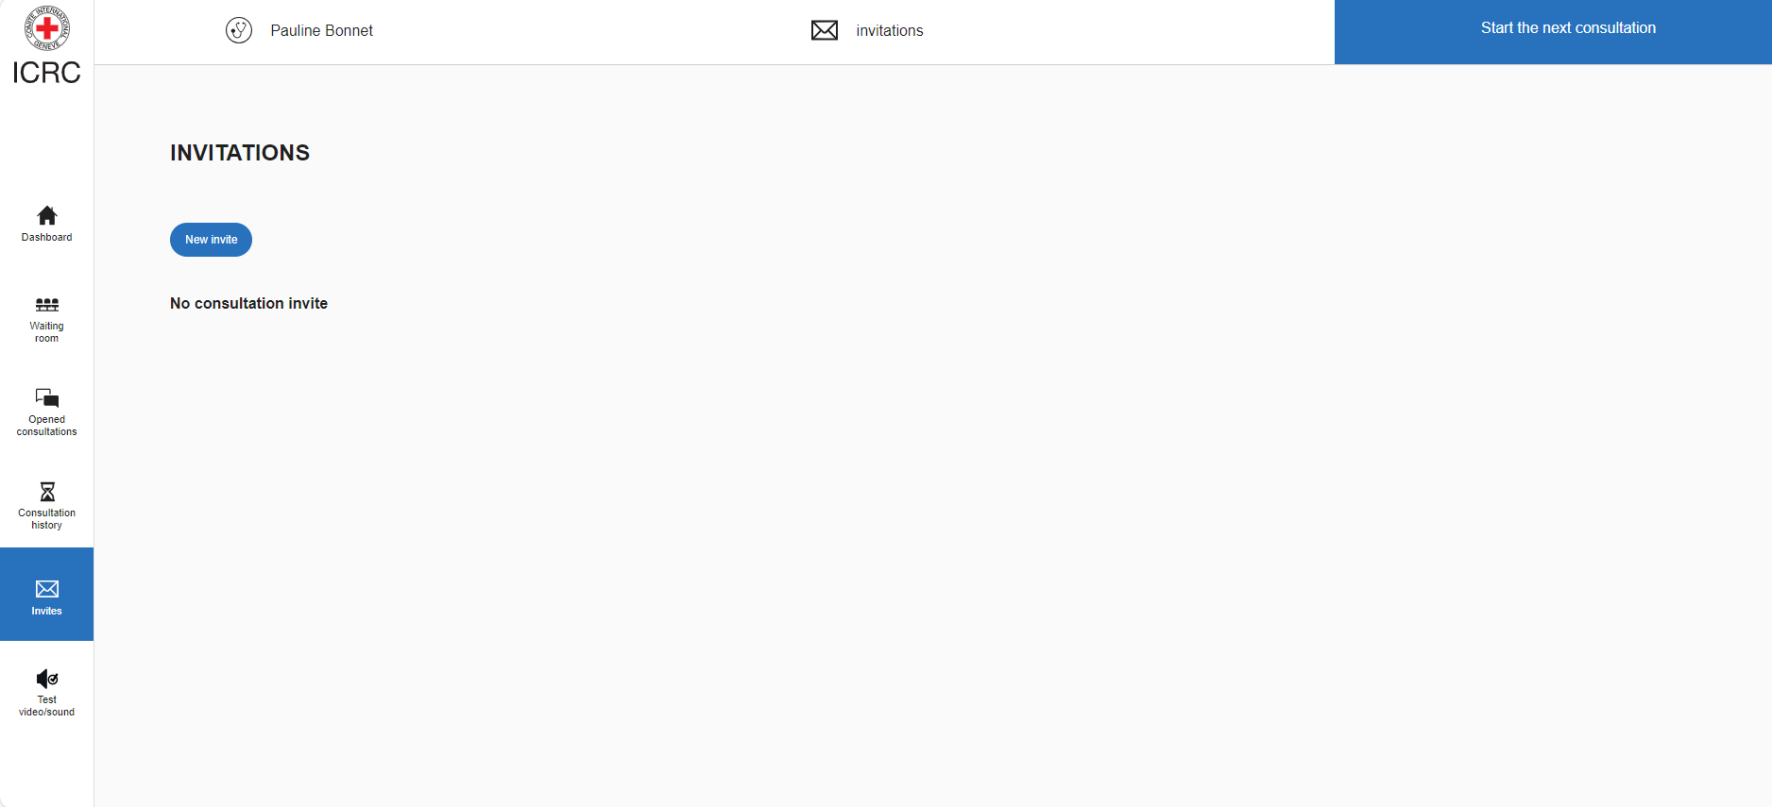 COMITE INTERNATIONAL
GENEVE
ICRC
Pauline Bonnet
invitations
Start the next consultation
INVITATIONS
New invite
No consultation invite
Dashboard
Waiting
room
Opened
consultations
Consultation
history
Invites
Test
video/sound